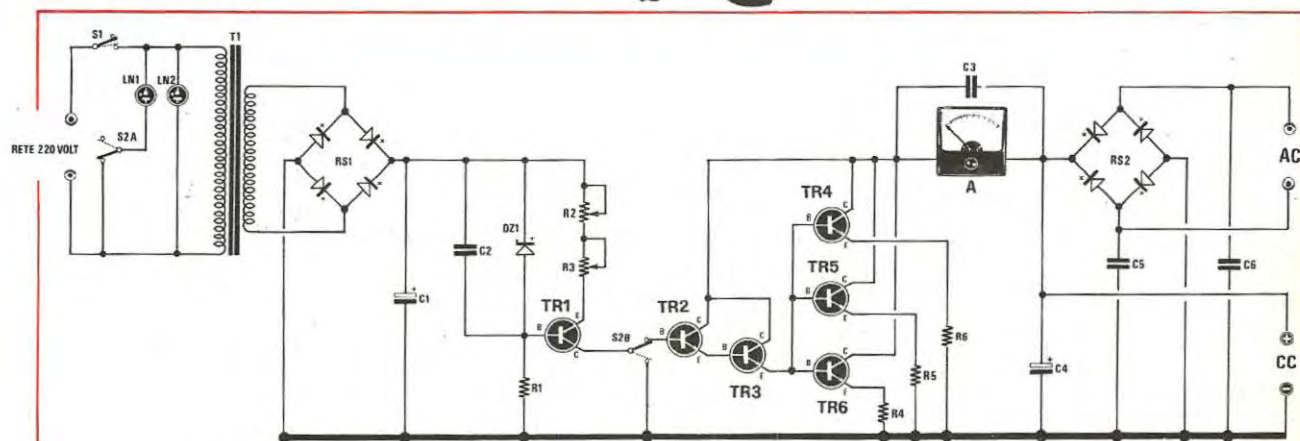 S1
T1
LN1
LN2
RETE 220 VOLT
S2A
RS1
C1
C2
DZ1
R1
R2
R3
TR1
B
E
C
S2B
TR2
B
C
E
TR3
B
C
E
TR4
B
C
E
TR5
B
C
E
TR6
B
C
E
R4
R5
R6
C3
A
RS2
C4
C5
C6
AC
CC